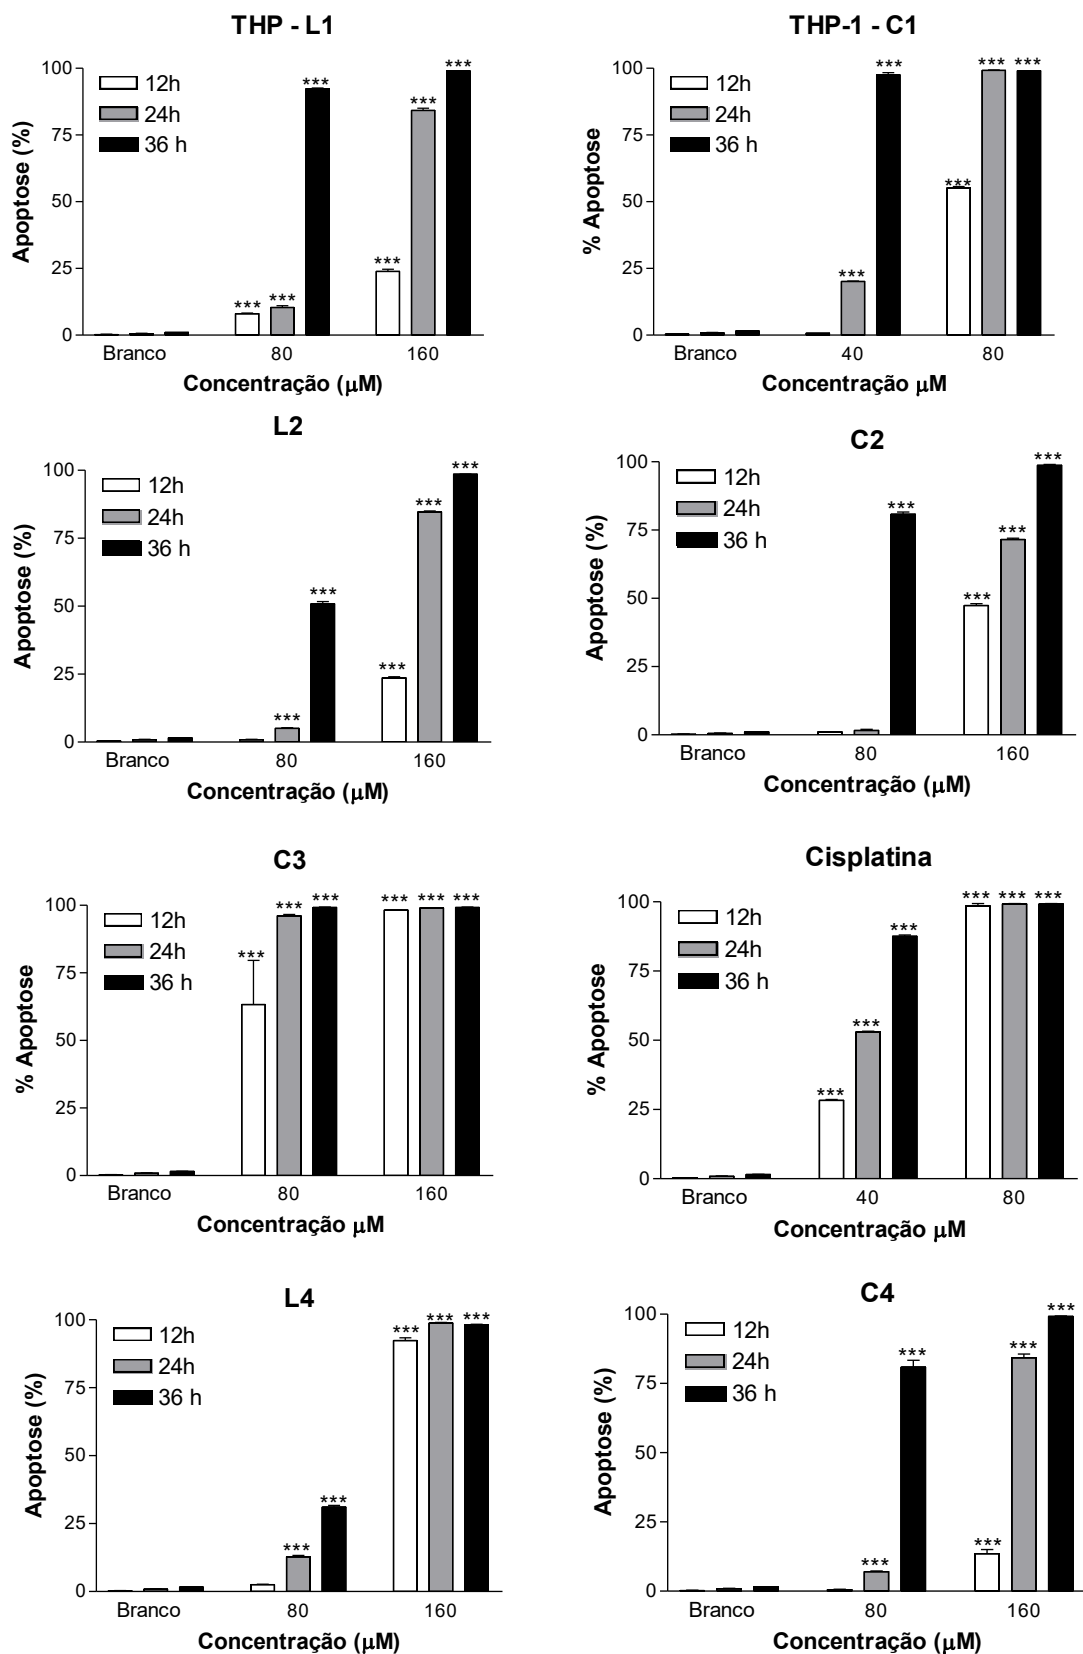 THP - L1
100
75
50
25
0
Apoptose (%)
12h
24h
36 h
*** *** *** *** *** ***
Branco 80 160
Concentração (μM)
THP-1 - C1
100
75
50
25
0
% Apoptose
12h
24h
36 h
*** *** *** *** ***
Branco 40 80
Concentração μM
L2
100
75
50
25
0
Apoptose (%)
12h
24h
36 h
*** *** *** *** ***
Branco 80 160
Concentração (μM)
C2
100
75
50
25
0
Apoptose (%)
12h
24h
36 h
*** *** *** ***
Branco 80 160
Concentração (μM)
C3
100
75
50
25
0
% Apoptose
12h
24h
36 h
*** *** *** *** *** ***
Branco 80 160
Concentração μM
Cisplatina
100
75
50
25
0
% Apoptose
12h
24h
36 h
*** *** *** *** *** ***
Branco 40 80
Concentração μM
L4
100
75
50
25
0
Apoptose (%)
12h
24h
36 h
*** *** *** *** ***
Branco 80 160
Concentração (μM)
C4
100
75
50
25
0
Apoptose (%)
12h
24h
36 h
*** *** *** *** ***
Branco 80 160
Concentração (μM)